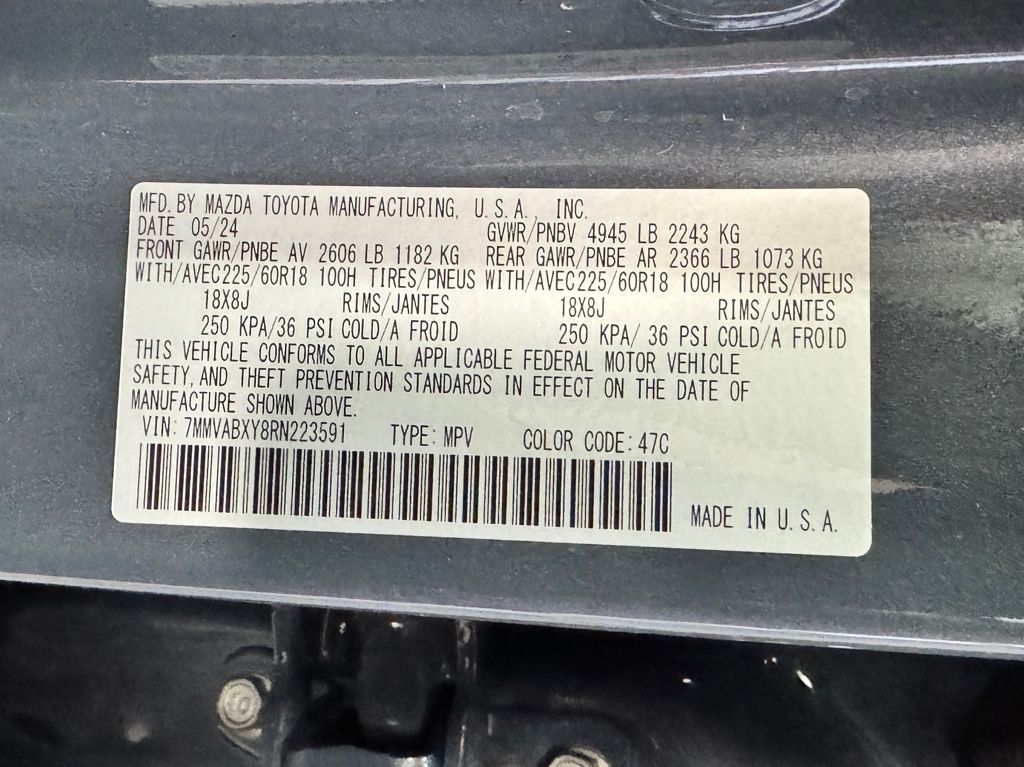 MFD. BY MAZDA TOYOTA MANUFACTURING, U.S.A., INC.
DATE 05/24 GVWR/PNBV 4945 LB 2243 KG
FRONT GAWR/PNBE AV 2606 LB 1182 KG REAR GAWR/PNBE AR 2366 LB 1073 KG
WITH/AVEC225/60R18 100H TIRES/PNEUS WITH/AVEC225/60R18 100H TIRES/PNEUS
18X8J RIMS/JANTES 18X8J RIMS/JANTES
250 KPA/36 PSI COLD/A FROID 250 KPA/ 36 PSI COLD/A FROID
THIS VEHICLE CONFORMS TO ALL APPLICABLE FEDERAL MOTOR VEHICLE
SAFETY, AND THEFT PREVENTION STANDARDS IN EFFECT ON THE DATE OF
MANUFACTURE SHOWN ABOVE.
VIN: 7MMVABXY8RN223591 TYPE: MPV COLOR CODE: 47C
MADE IN U.S.A.